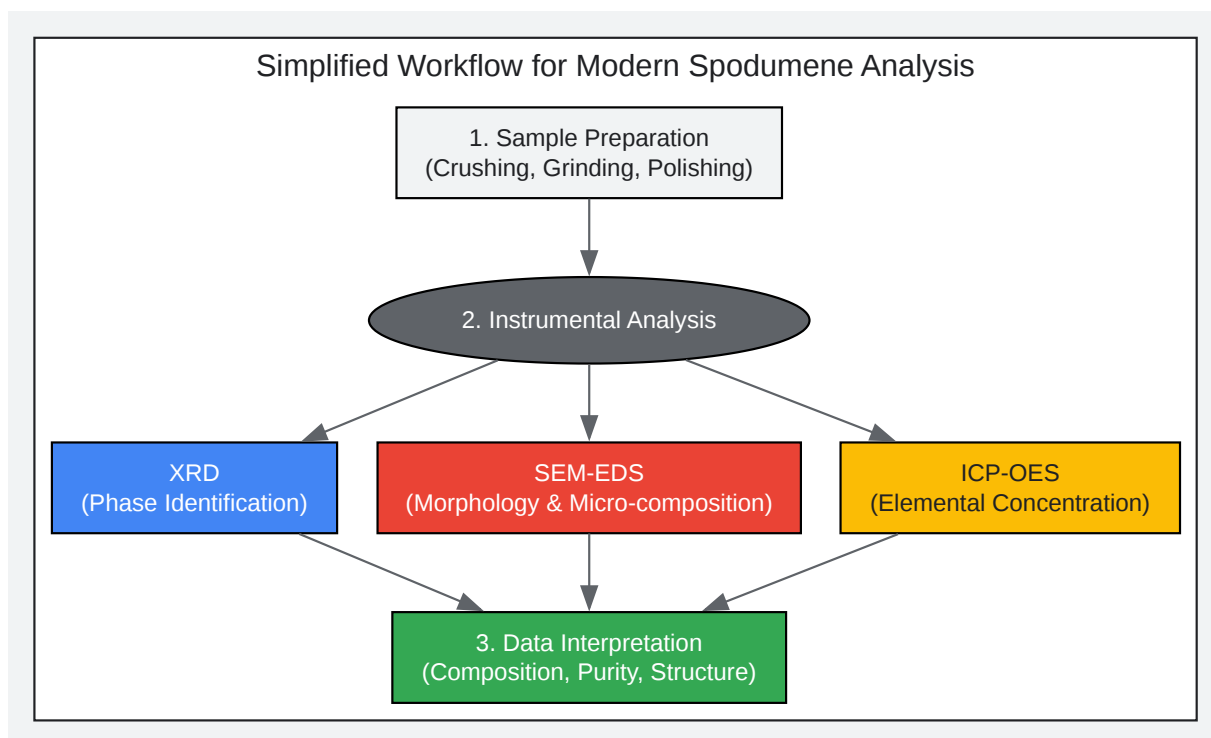 Simplified Workflow for Modern Spodumene Analysis
1. Sample Preparation
(Crushing, Grinding, Polishing)
2. Instrumental Analysis
XRD
(Phase Identification)
SEM-EDS
(Morphology & Micro-composition)
ICP-OES
(Elemental Concentration)
3. Data Interpretation
(Composition, Purity, Structure)